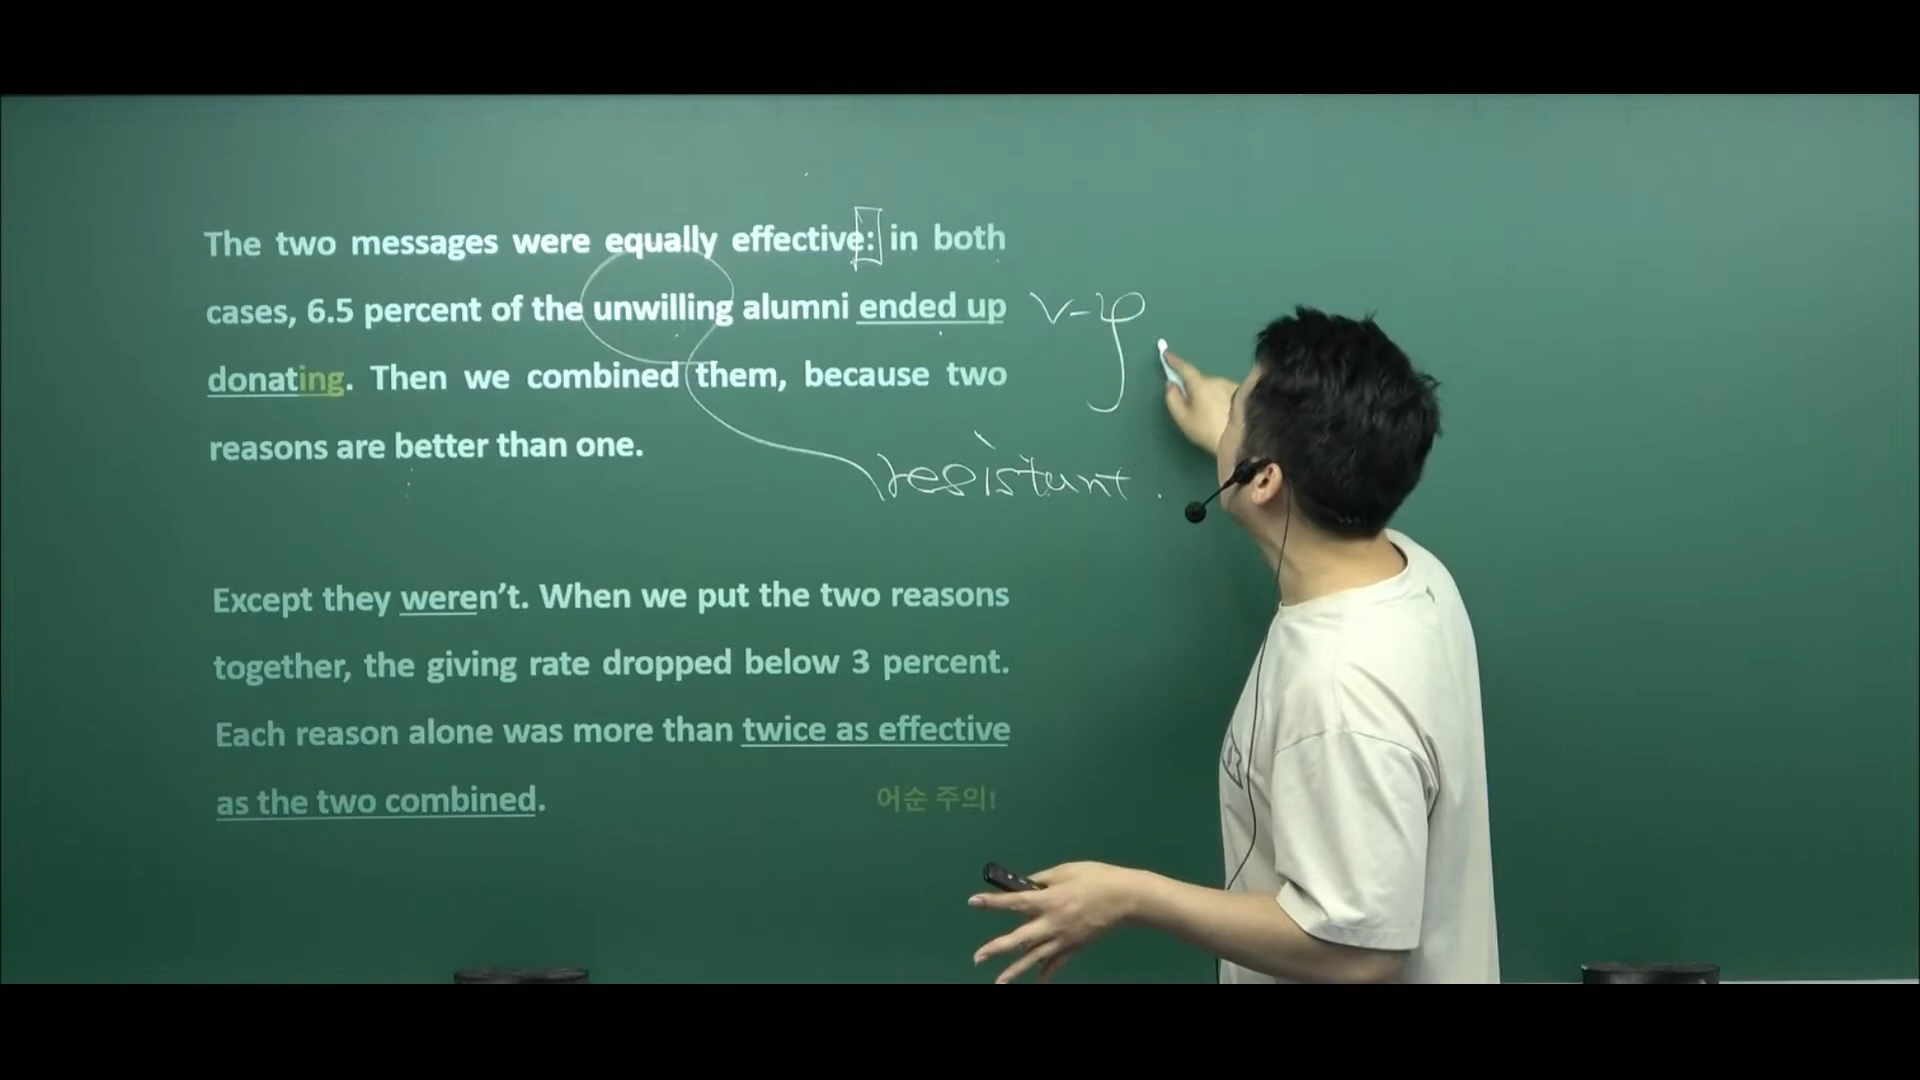 The two messages were equally effective: in both
cases, 6.5 percent of the unwilling alumni ended up
donating. Then we combined them, because two
reasons are better than one.
resistant.
Except they weren't. When we put the two reasons
together, the giving rate dropped below 3 percent.
Each reason alone was more than twice as effective
as the two combined.
어순 주의!